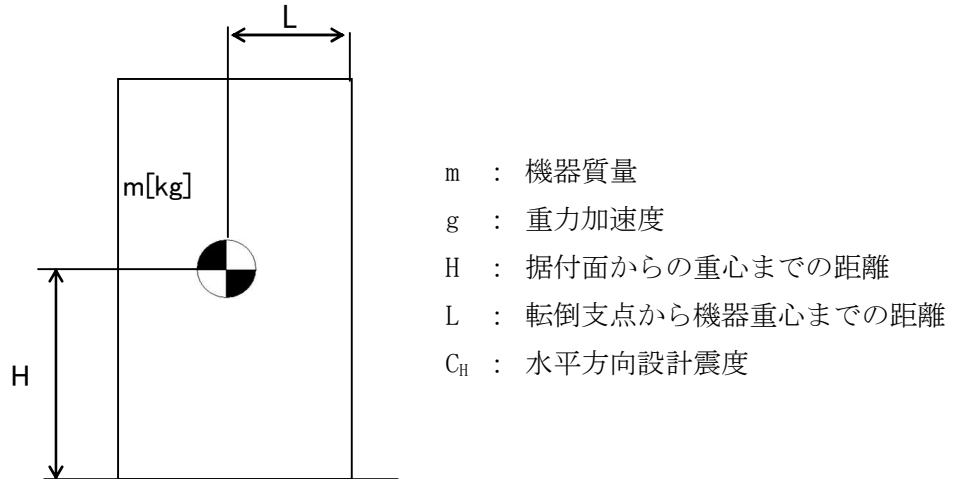 L
m[kg]
H
m : 機器質量
g : 重力加速度
H : 据付面からの重心までの距離
L : 転倒支点から機器重心までの距離
C_H : 水平方向設計震度